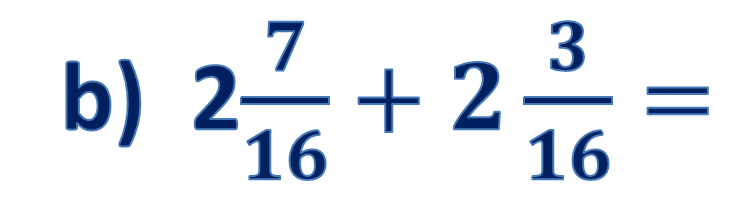 b) 2 7/16 + 2 3/16 =